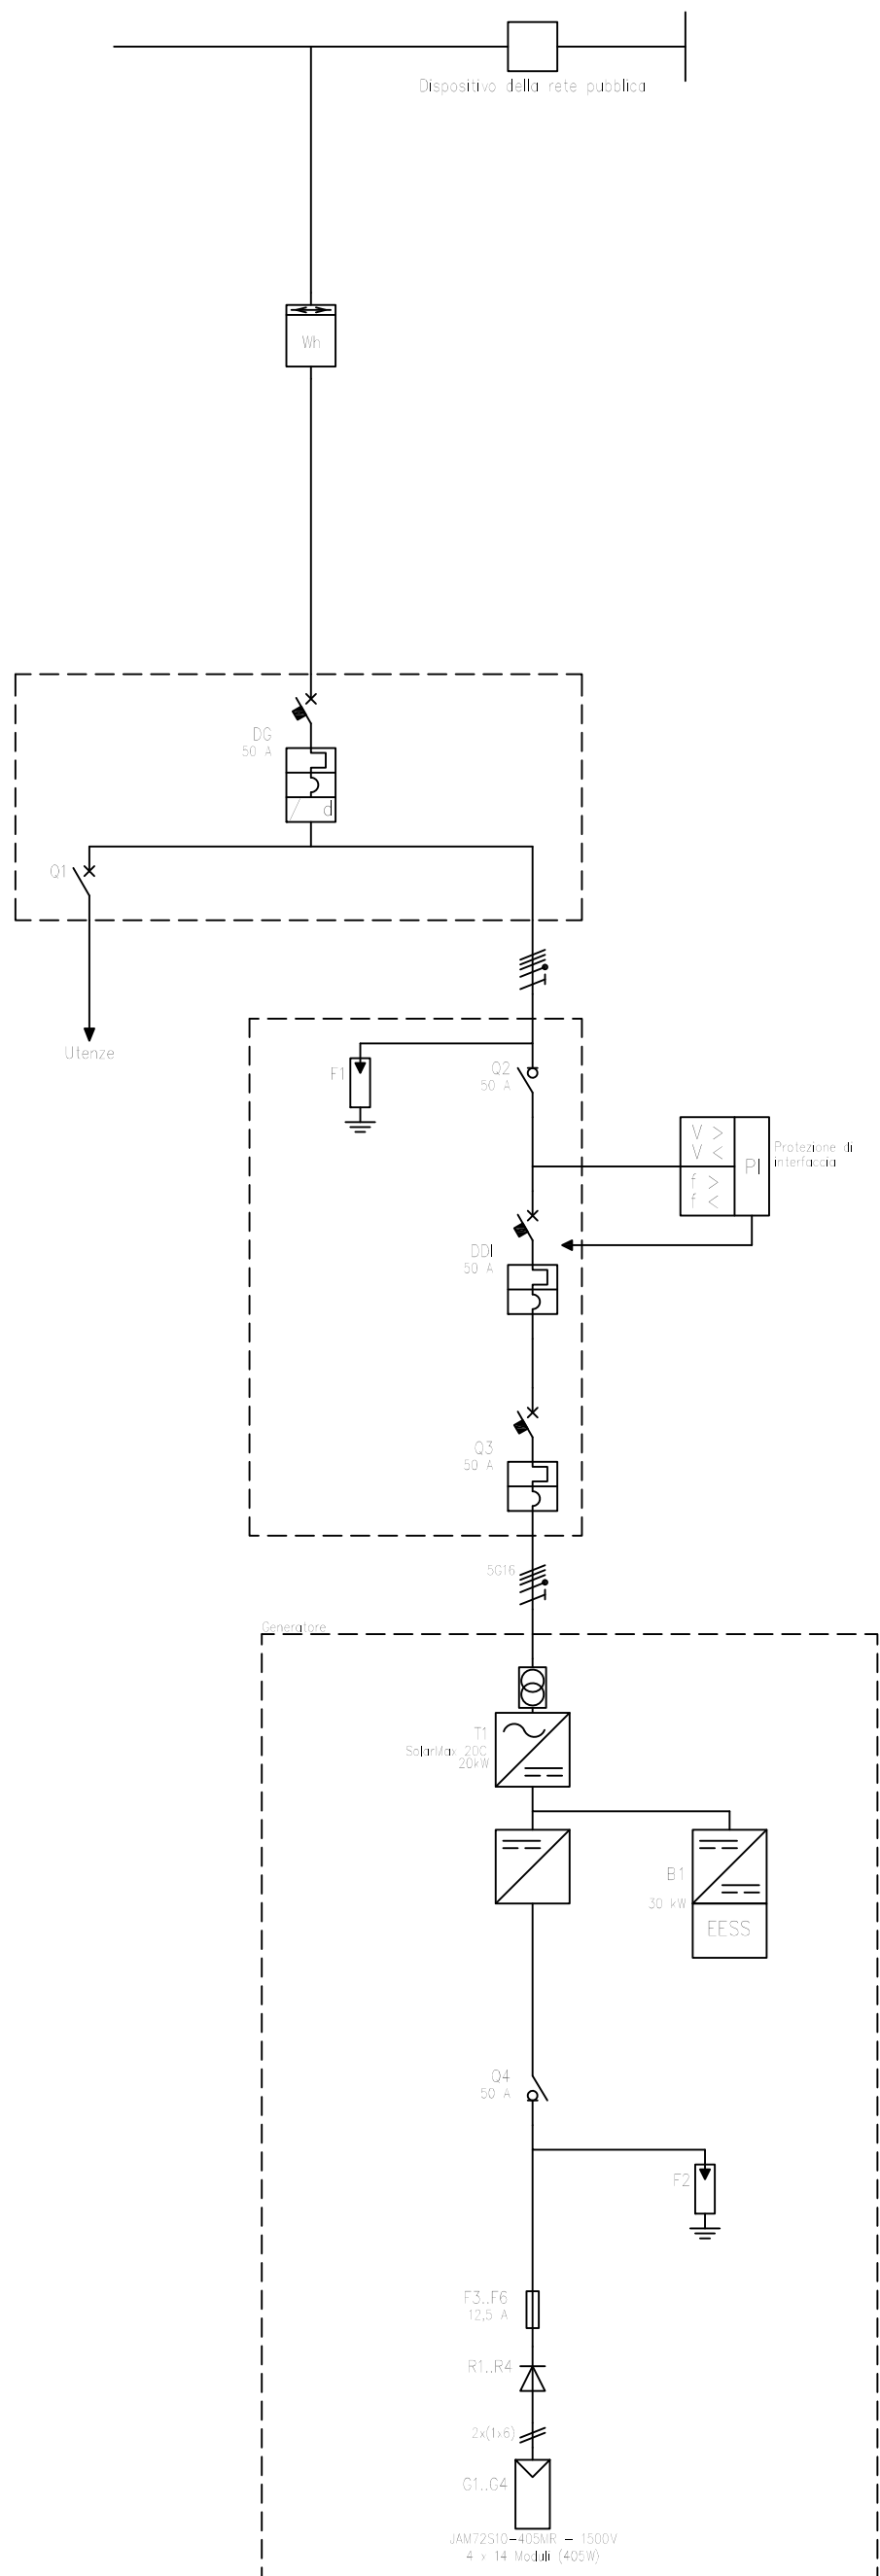 Dispositivo della rete pubblica
Wh
DG
50 A
d
Q1
Utenze
F1
Q2
50 A
V >
V <
f >
f <
PI
Protezione di
interfaccia
DDI
50 A
Q3
50 A
5G16
Generatore
T1
SolarMax 20C
20kW
B1
30 kW
EESS
Q4
50 A
F2
F3..F6
12,5 A
R1..R4
2x(1x6)
G1..G4
JAM72S10-405MR - 1500V
4 x 14 Moduli (405W)